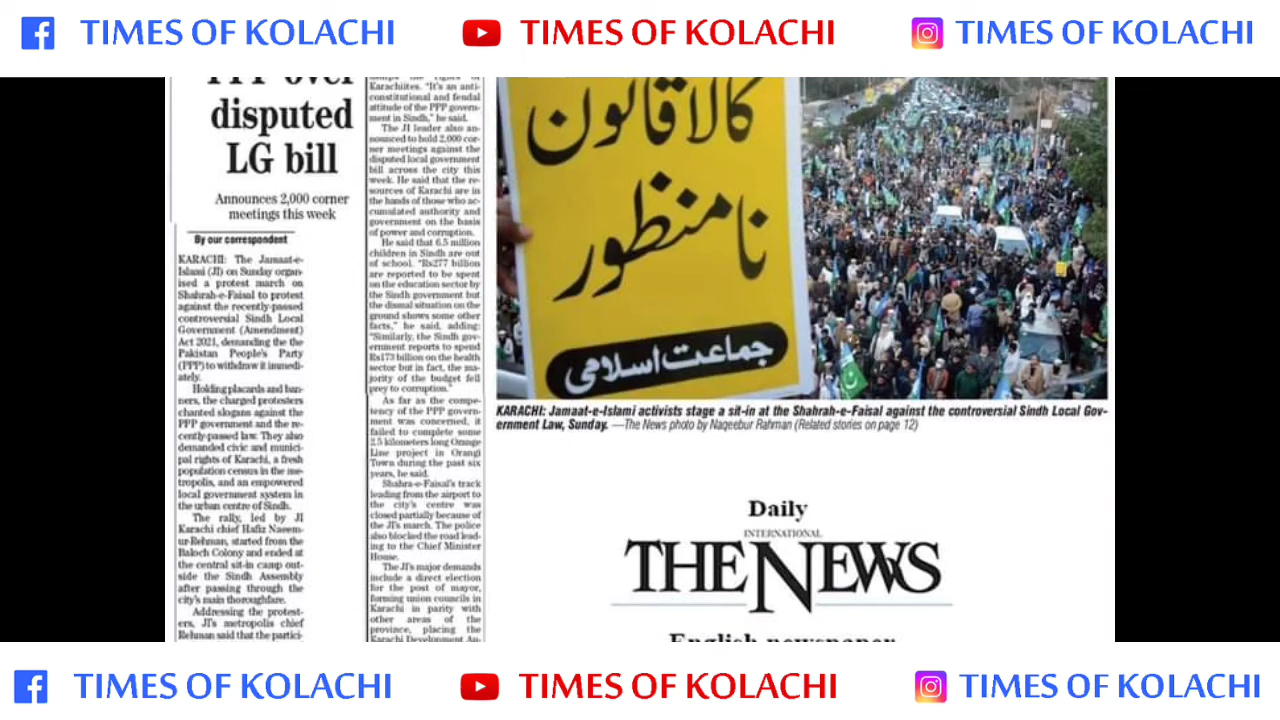 TIMES OF KOLACHI TIMES OF KOLACHI TIMES OF KOLACHI
PPP over
disputed
LG bill
Announces 2,000 corner
meetings this week
By our correspondent
KARACHI: The Jamaat-e-
Islami (JI) on Sunday organ-
ised a protest march on
Shahrah-e-Faisal to protest
against the recently-passed
controversial Sindh Local
Government (Amendment)
Act 2021, demanding the the
Pakistan People's Party
(PPP) to withdraw it immedi-
ately.
Holding placards and ban-
ners, the charged protesters
chanted slogans against the
PPP government and the re-
cently-passed law. They also
demanded civic and munici-
pal rights of Karachi, a fresh
population census in the me-
tropolis, and an empowered
local government system in
the urban centre of Sindh.
The rally, led by JI
Karachi chief Hafiz Naeem-
ur-Rehman, started from the
Baloch Colony and ended at
the central sit-in camp out-
side the Sindh Assembly
after passing through the
city's main thoroughfare.
Addressing the protest-
ers, JI's metropolis chief
Rehman said that the partici-
the rights of
Karachiites. "It's an anti-
constitutional and feudal
attitude of the PPP govern-
ment in Sindh," he said.
The JI leader also an-
nounced to hold 2,000 cor-
ner meetings against the
disputed local government
bill across the city this
week. He said that the re-
sources of Karachi are in
the hands of those who ac-
cumulated authority and
government on the basis
of power and corruption.
He said that 6.5 million
children in Sindh are out
of school. "Rs277 billion
are reported to be spent
on the education sector by
the Sindh government but
the dismal situation on the
ground shows some other
facts," he said, adding:
"Similarly, the Sindh gov-
ernment reports to spend
Rs173 billion on the health
sector but in fact, the ma-
jority of the budget fell
prey to corruption."
As far as the compe-
tency of the PPP govern-
ment was concerned, it
failed to complete some
2.5 kilometers long Orange
Line project in Orangi
Town during the past six
years, he said.
Shahra-e-Faisal's track
leading from the airport to
the city's centre was
closed partially because of
the JI's march. The police
also blocked the road lead-
ing to the Chief Minister
House.
The JI's major demands
include a direct election
for the post of mayor,
forming union councils in
Karachi in parity with
other areas of the
province, placing the
Karachi Development Au-
کالا قانون
نامنظور
جماعت اسلامی
KARACHI: Jamaat-e-Islami activists stage a sit-in at the Shahrah-e-Faisal against the controversial Sindh Local Gov-
ernment Law, Sunday. —The News photo by Naqeebur Rahman (Related stories on page 12)
Daily
INTERNATIONAL
THE NEWS
English newspaper
TIMES OF KOLACHI TIMES OF KOLACHI TIMES OF KOLACHI